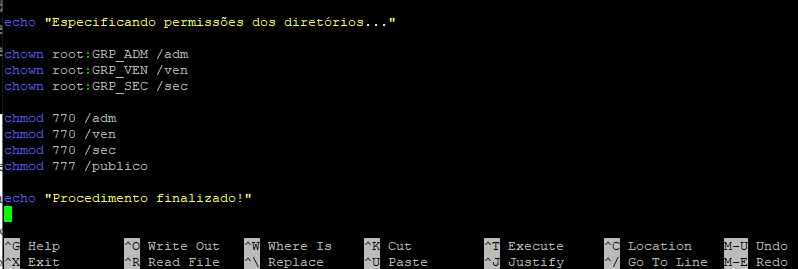 echo "Especificando permissões dos diretórios..."
chown root:GRP_ADM /adm
chown root:GRP_VEN /ven
chown root:GRP_SEC /sec
chmod 770 /adm
chmod 770 /ven
chmod 770 /sec
chmod 777 /publico
echo "Procedimento finalizado!"
^G Help ^O Write Out ^W Where Is ^K Cut ^T Execute ^C Location M-U Undo
^X Exit ^R Read File ^\ Replace ^U Paste ^J Justify ^/ Go To Line M-E Redo